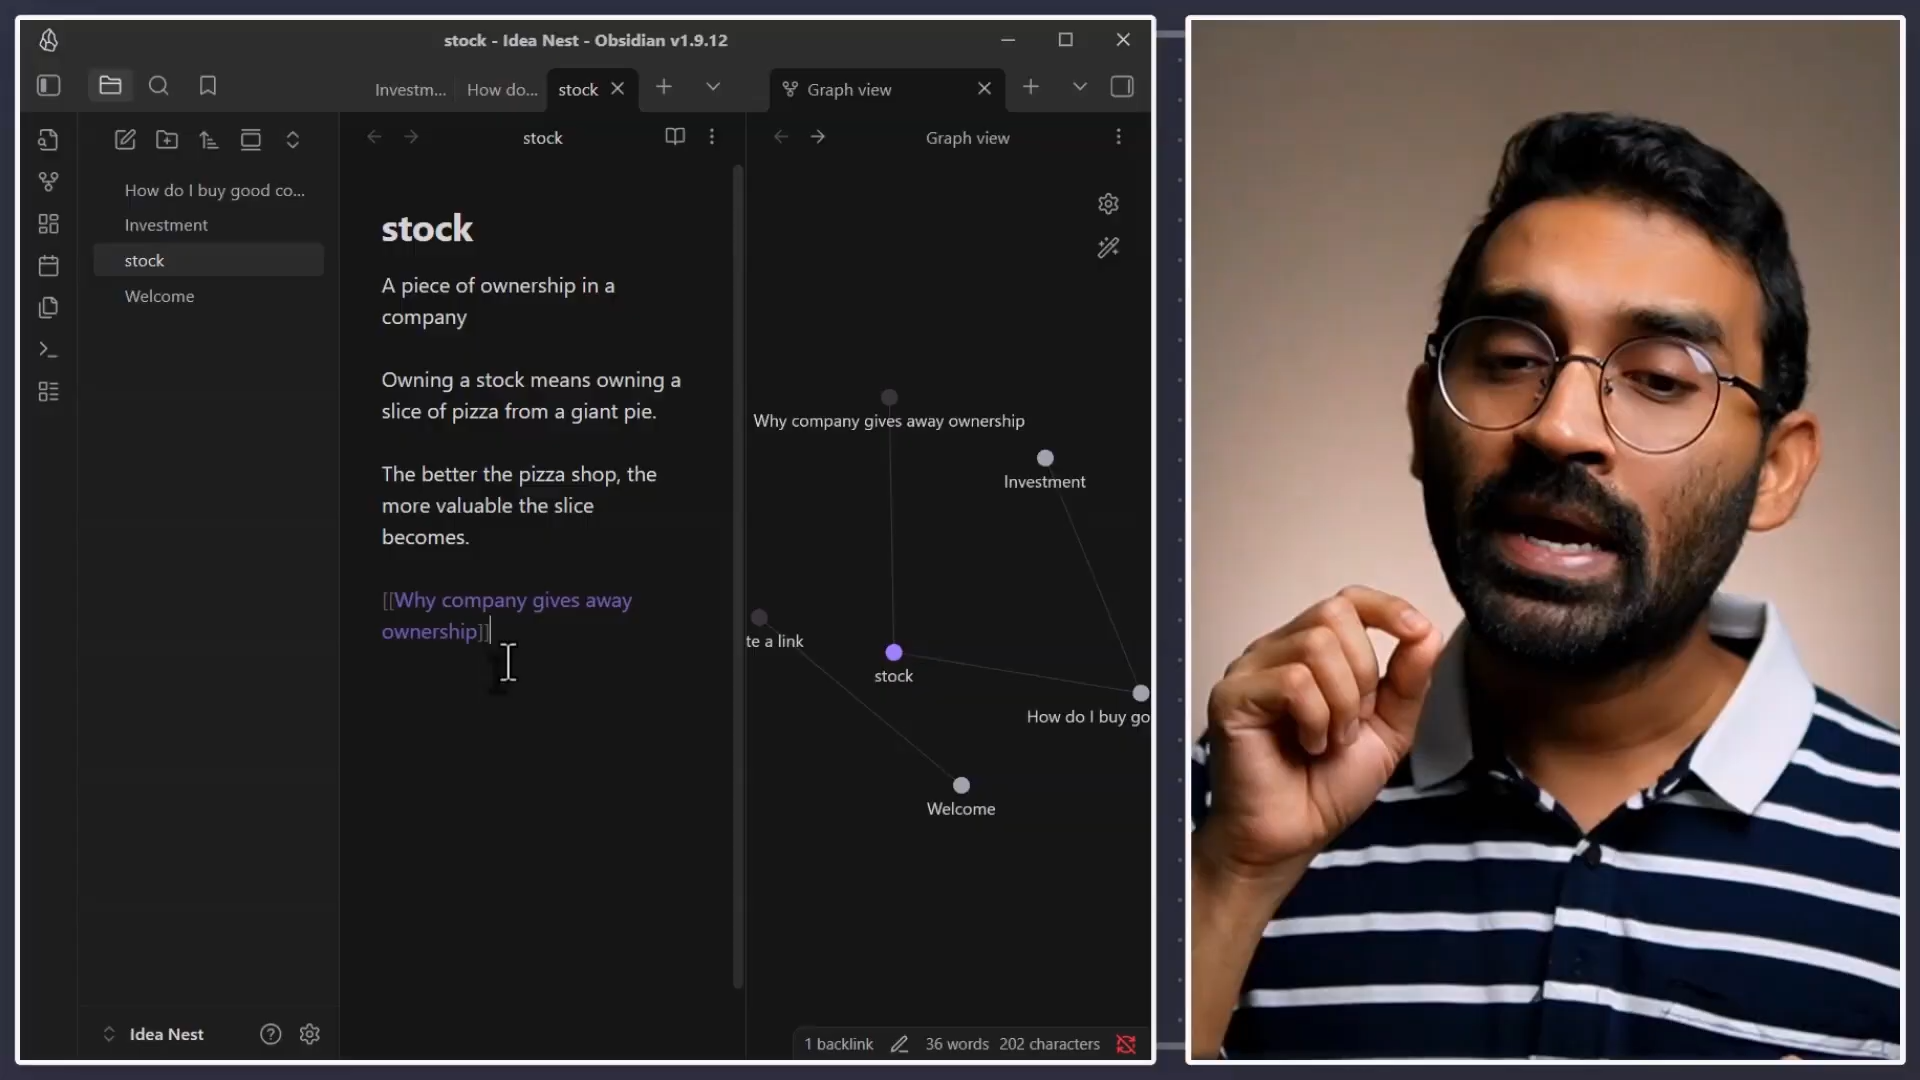 stock - Idea Nest - Obsidian v1.9.12
Investm...
How do...
stock
Graph view
How do I buy good co...
Investment
stock
Welcome
stock
stock
A piece of ownership in a
company
Owning a stock means owning a
slice of pizza from a giant pie.
The better the pizza shop, the
more valuable the slice
becomes.
[[Why company gives away
ownership]]
Graph view
Why company gives away ownership
Investment
te a link
stock
How do I buy go
Welcome
Idea Nest
1 backlink
36 words
202 characters